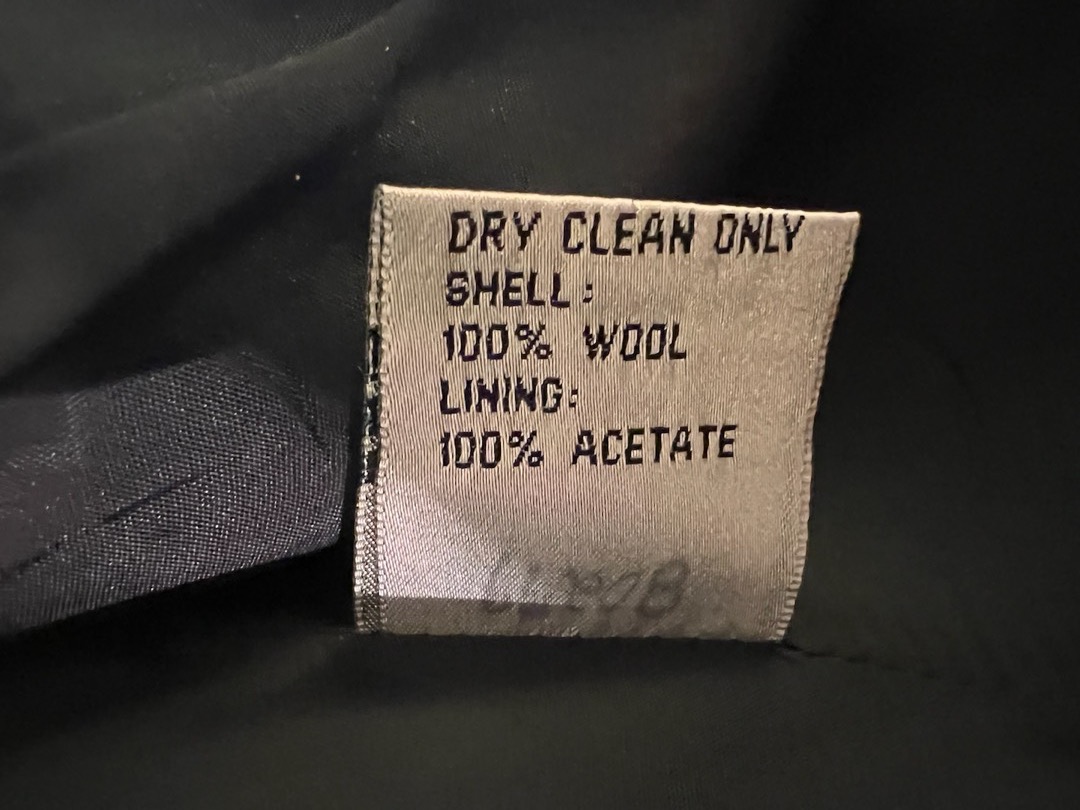 DRY CLEAN ONLY
SHELL:
100% WOOL
LINING:
100% ACETATE